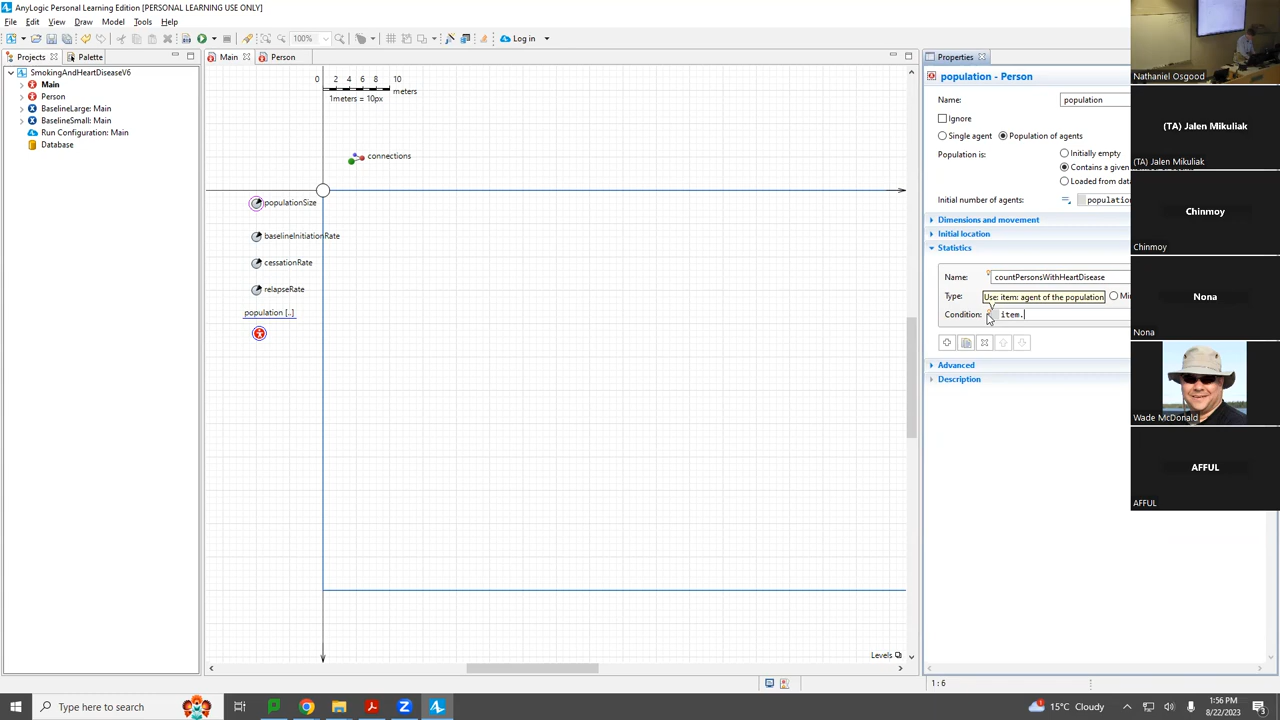 AnyLogic Personal Learning Edition [PERSONAL LEARNING USE ONLY]
File Edit View Draw Model Tools Help
100%
Log in
Projects
Palette
Main
Person
Properties
SmokingAndHeartDiseaseV6
Main
Person
BaselineLarge: Main
BaselineSmall: Main
Run Configuration: Main
Database
0 2 4 6 8 10
meters
1meters = 10px
connections
populationSize
baselineInitiationRate
cessationRate
relapseRate
population [..]
Levels
population - Person
Name:
population
Ignore
Single agent
Population of agents
Population is:
Initially empty
Contains a given
Loaded from data
Initial number of agents:
population
Dimensions and movement
Initial location
Statistics
Name:
countPersonsWithHeartDisease
Type:
Use: item: agent of the population
Condition:
item.
Advanced
Description
1:6
Nathaniel Osgood
(TA) Jalen Mikuliak
(TA) Jalen Mikuliak
Chinmoy
Chinmoy
Nona
Nona
Wade McDonald
AFFUL
AFFUL
Type here to search
15°C Cloudy
1:56 PM
8/22/2023
3